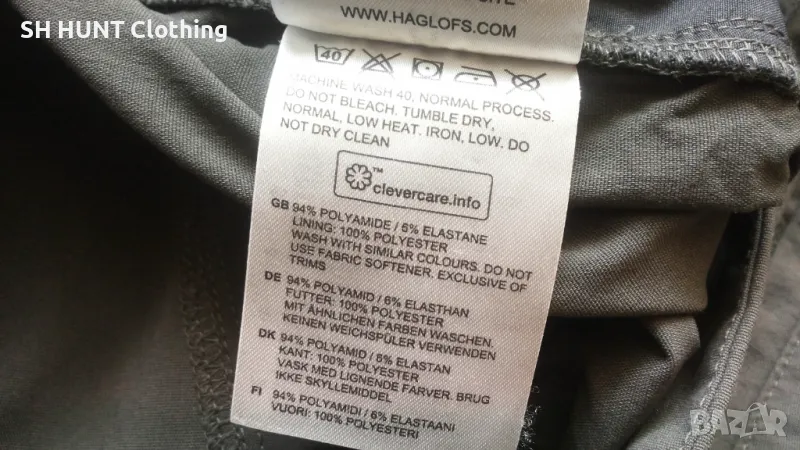 SH HUNT Clothing
SITE
WWW.HAGLOFS.COM
40
MACHINE WASH 40, NORMAL PROCESS.
DO NOT BLEACH. TUMBLE DRY,
NORMAL, LOW HEAT. IRON, LOW. DO
NOT DRY CLEAN
TM
clevercare.info
GB 94% POLYAMIDE / 6% ELASTANE
LINING: 100% POLYESTER
WASH WITH SIMILAR COLOURS. DO NOT
USE FABRIC SOFTENER. EXCLUSIVE OF
TRIMS
DE 94% POLYAMID / 6% ELASTHAN
FUTTER: 100% POLYESTER
MIT ÄHNLICHEN FARBEN WASCHEN.
KEINEN WEICHSPÜLER VERWENDEN
DK 94% POLYAMID / 6% ELASTAN
KANT: 100% POLYESTER
VASK MED LIGNENDE FARVER. BRUG
IKKE SKYLLEMIDDEL
FI 94% POLYAMIDI / 6% ELASTAANI
VUORI: 100% POLYESTERI
BAZAR